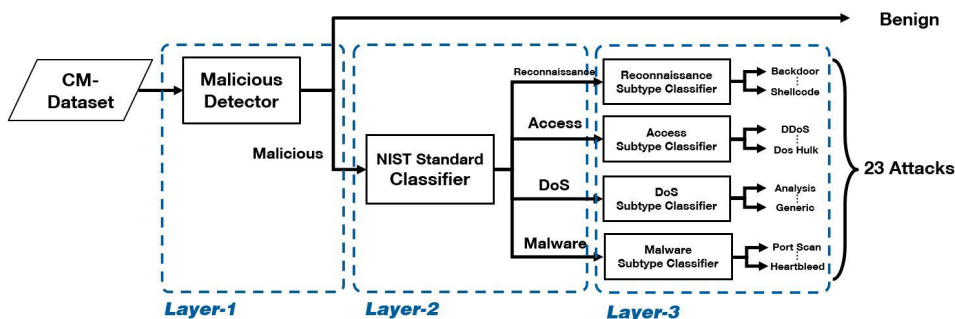 Benign
CM-
Dataset
Malicious
Detector
Malicious
NIST Standard
Classifier
Reconnaissance
Access
DoS
Malware
Reconnaissance
Subtype Classifier
Access
Subtype Classifier
DoS
Subtype Classifier
Malware
Subtype Classifier
Backdoor
Shellcode
DDoS
Dos Hulk
Analysis
Generic
Port Scan
Heartbleed
23 Attacks
Layer-1
Layer-2
Layer-3